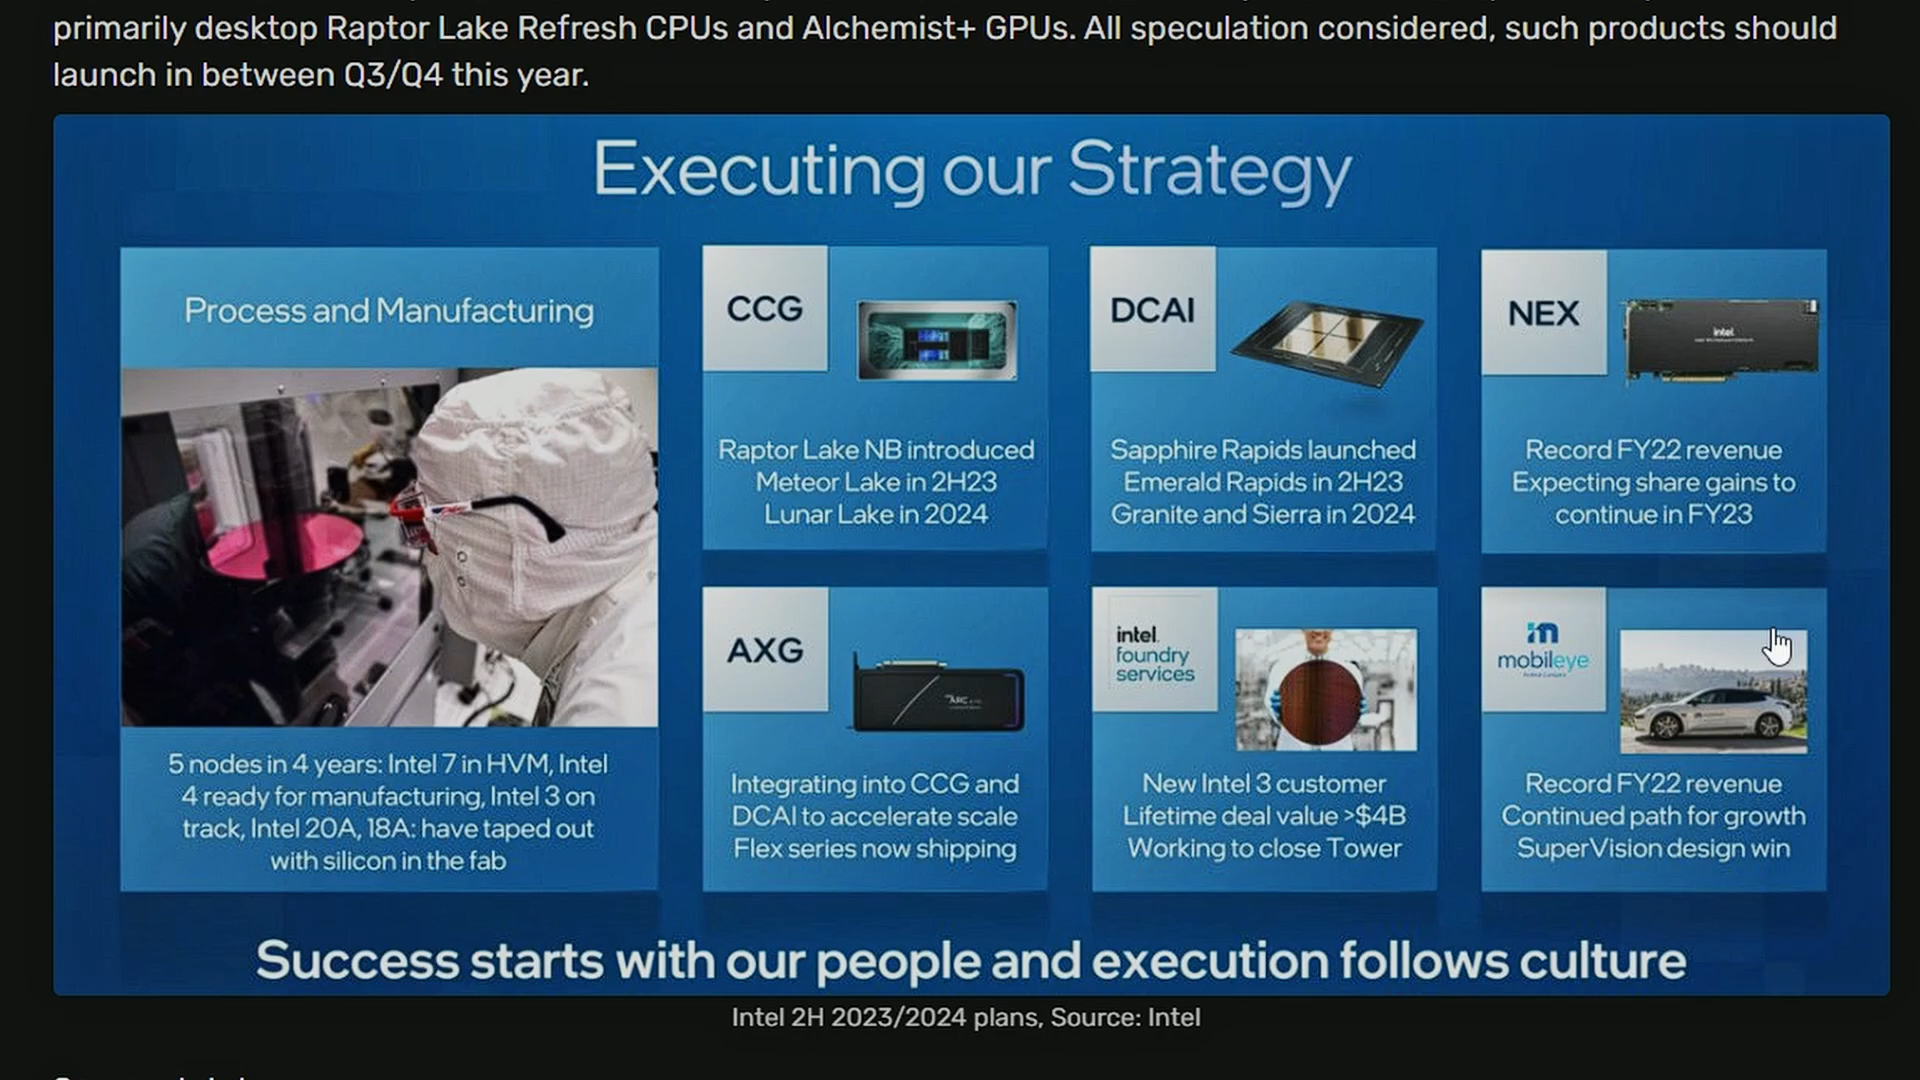 primarily desktop Raptor Lake Refresh CPUs and Alchemist+ GPUs. All speculation considered, such products should
launch in between Q3/Q4 this year.
Executing our Strategy
Process and Manufacturing
5 nodes in 4 years: Intel 7 in HVM, Intel
4 ready for manufacturing, Intel 3 on
track, Intel 20A, 18A: have taped out
with silicon in the fab
CCG
Raptor Lake NB introduced
Meteor Lake in 2H23
Lunar Lake in 2024
DCAI
Sapphire Rapids launched
Emerald Rapids in 2H23
Granite and Sierra in 2024
NEX
intel
Record FY22 revenue
Expecting share gains to
continue in FY23
AXG
ARC
Integrating into CCG and
DCAI to accelerate scale
Flex series now shipping
intel
foundry
services
New Intel 3 customer
Lifetime deal value >$4B
Working to close Tower
mobileye
Record FY22 revenue
Continued path for growth
SuperVision design win
Success starts with our people and execution follows culture
Intel 2H 2023/2024 plans, Source: Intel